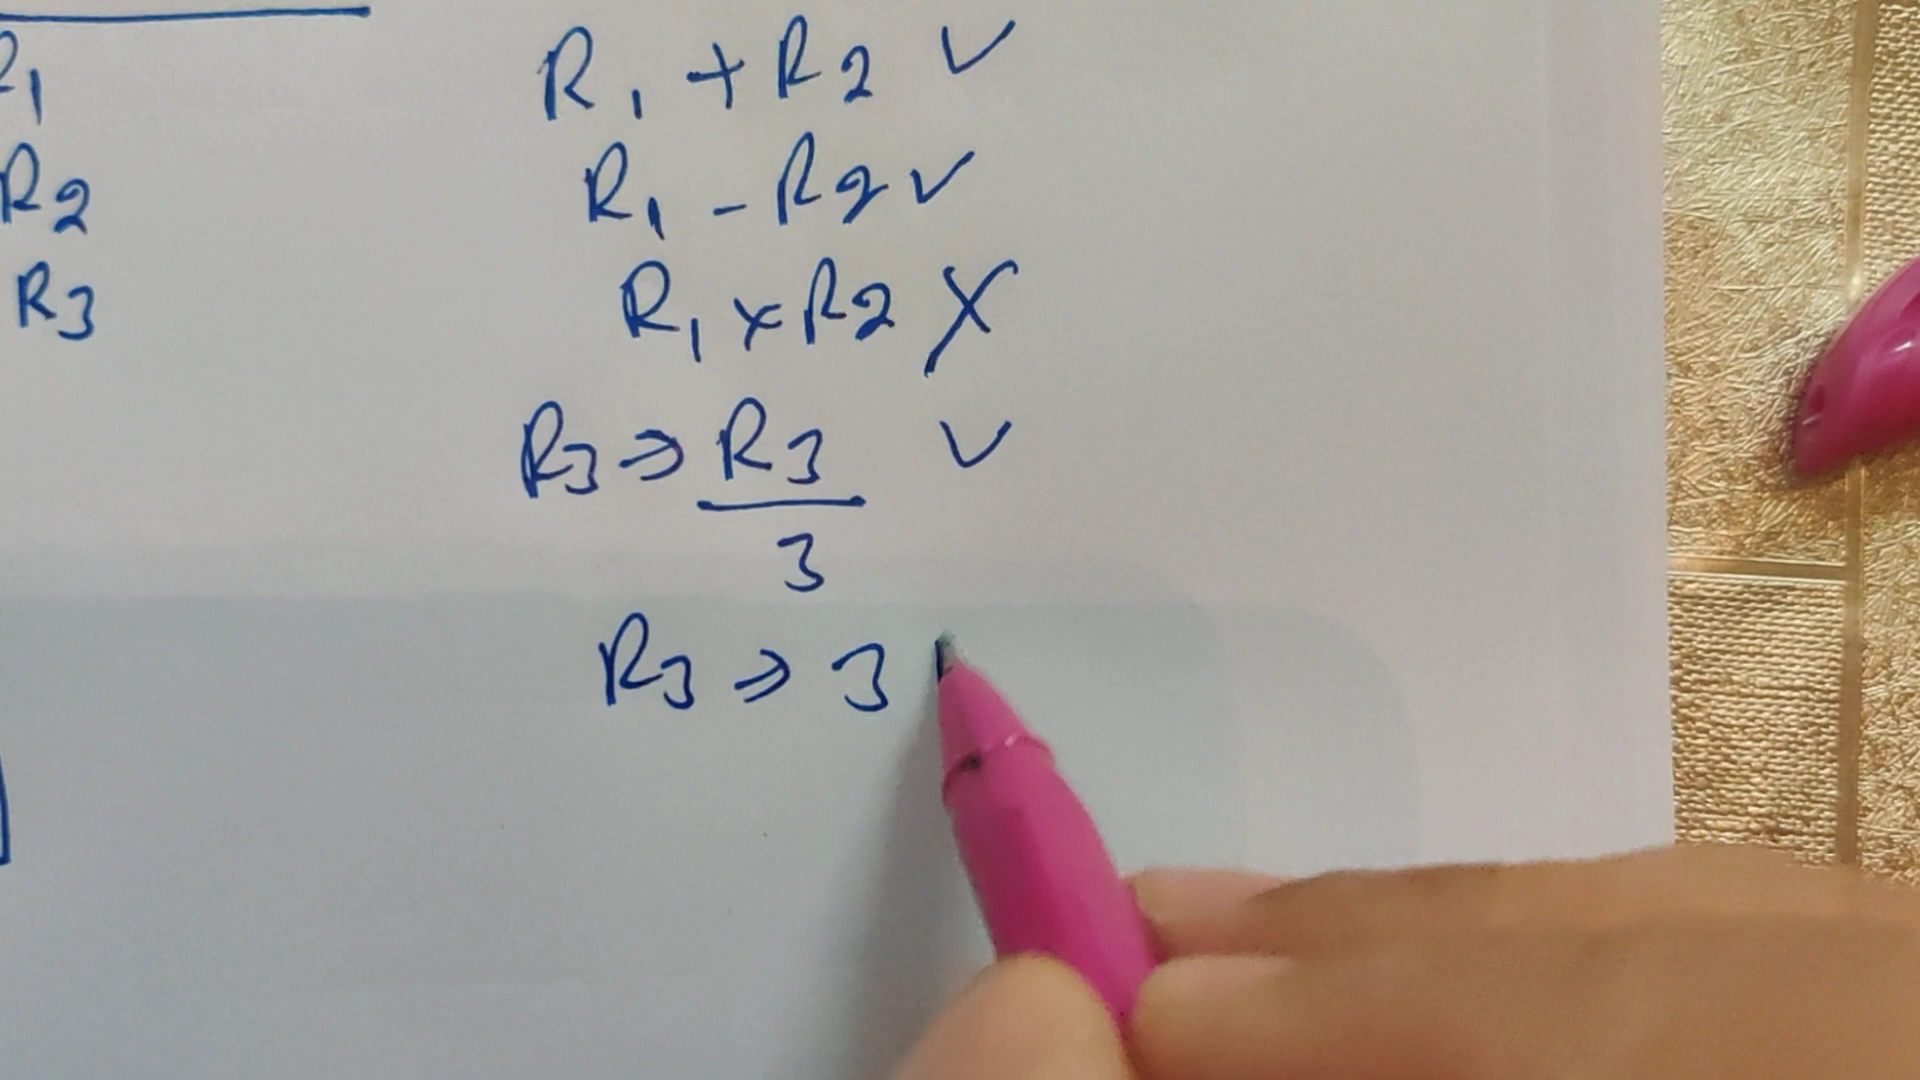 R1
R2
R3
R1 + R2 ✓
R1 - R2 ✓
R1 × R2 X
R3 ⇒ R3 ✓
3
R3 ⇒ 3